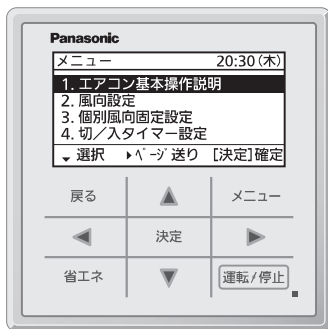 Panasonic
メニュー 20:30(木)
1. エアコン基本操作説明
2. 風向設定
3. 個別風向固定設定
4. 切/入タイマー設定
▾ 選択 ▸ﾍﾟｰｼﾞ送り [決定]確定
戻る ▲ メニュー
◀ 決定 ▶
省エネ ▼ 運転/停止